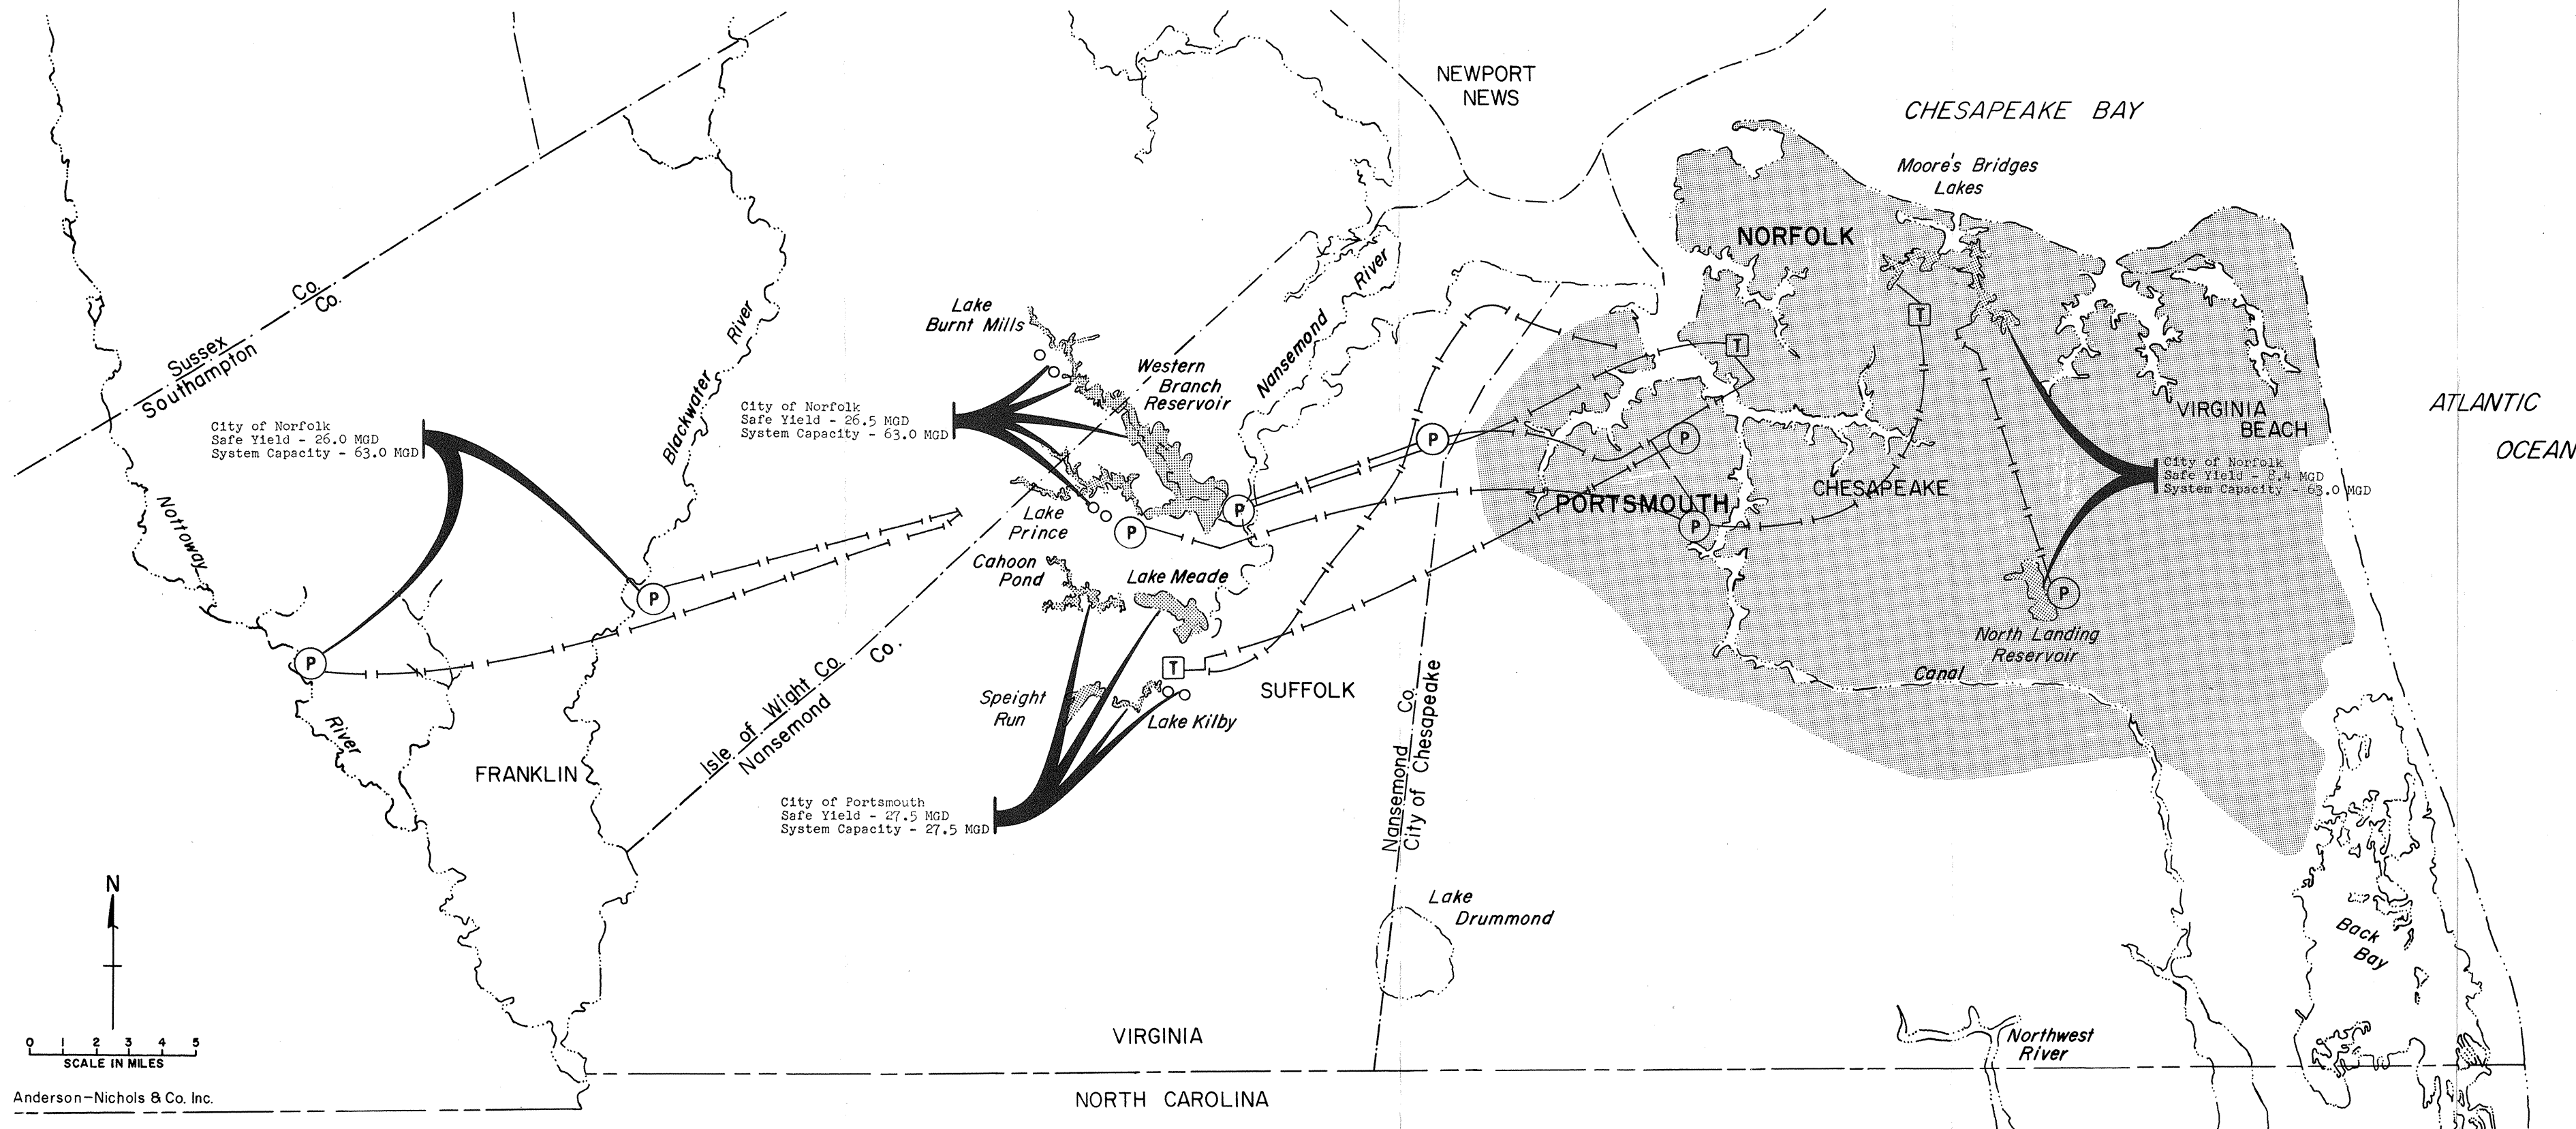 NEWPORT
NEWS
CHESAPEAKE BAY
Moore's Bridges
Lakes
NORFOLK
Co.
Co.
Sussex
Southampton
Blackwater River
Lake
Burnt Mills
Western
Branch
Reservoir
Nansemond River
T
T
VIRGINIA
BEACH
ATLANTIC
OCEAN
City of Norfolk
Safe Yield - 26.0 MGD
System Capacity - 63.0 MGD
City of Norfolk
Safe Yield - 26.5 MGD
System Capacity - 63.0 MGD
City of Norfolk
Safe Yield - 8.4 MGD
System Capacity - 63.0 MGD
P
P
P
P
PORTSMOUTH
CHESAPEAKE
P
Nottoway
River
Lake
Prince
Cahoon
Pond
Lake Meade
P
P
P
North Landing
Reservoir
Canal
T
SUFFOLK
Speight
Run
Lake Kilby
Isle of Wight Co.
Nansemond Co.
Nansemond Co.
City of Chesapeake
FRANKLIN
City of Portsmouth
Safe Yield - 27.5 MGD
System Capacity - 27.5 MGD
Lake
Drummond
Back
Bay
N
0 1 2 3 4 5
SCALE IN MILES
VIRGINIA
Northwest
River
Anderson-Nichols & Co. Inc.
NORTH CAROLINA